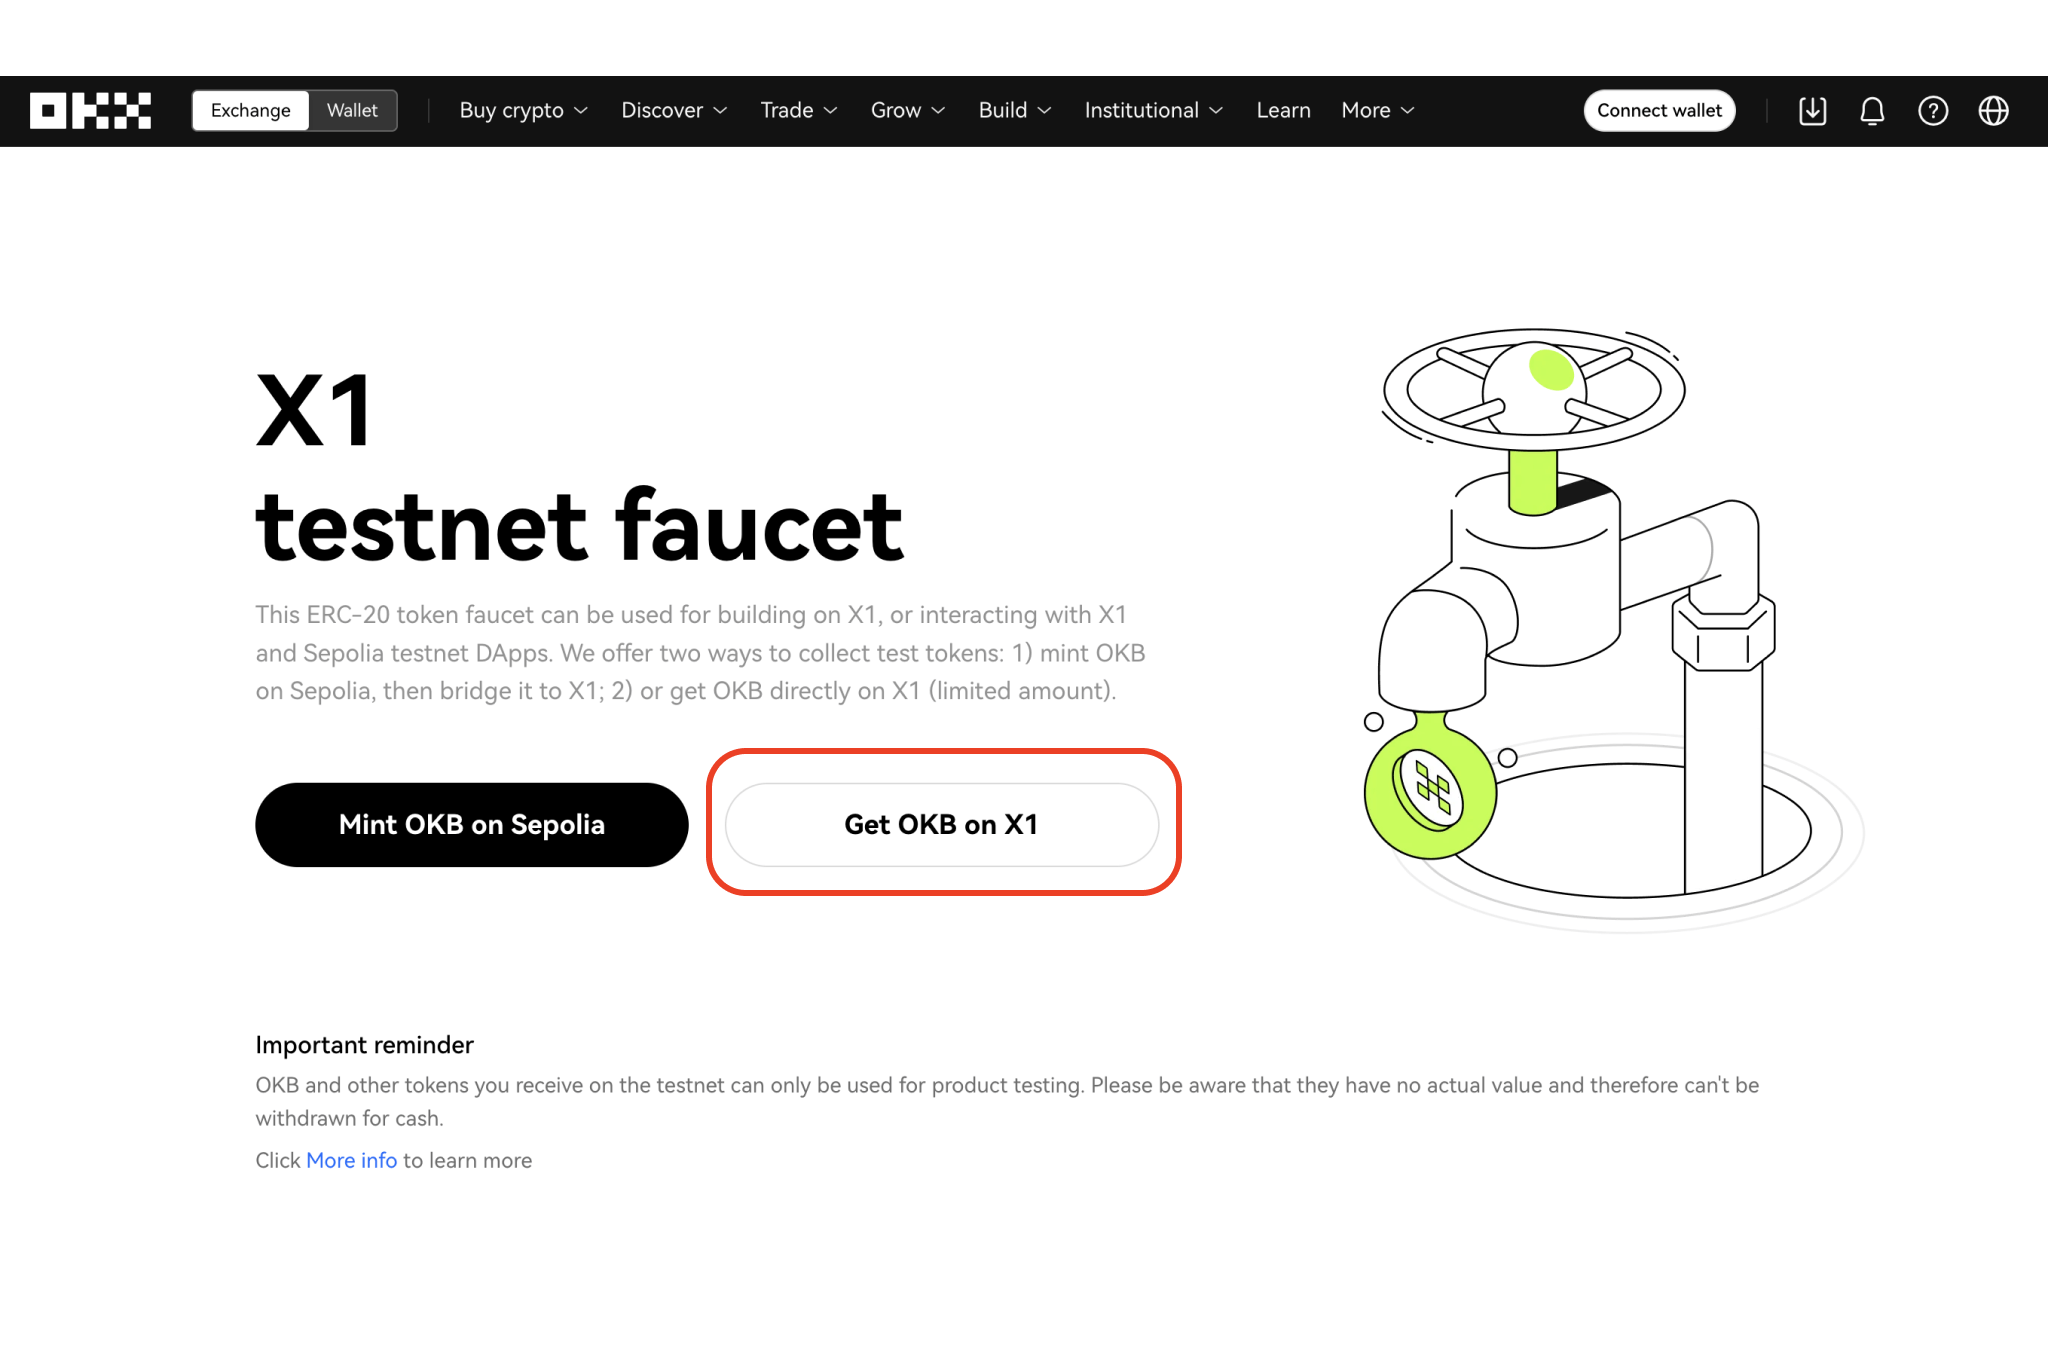 OKX
Exchange Wallet Buy crypto Discover Trade Grow Build Institutional Learn More Connect wallet
X1
testnet faucet
This ERC-20 token faucet can be used for building on X1, or interacting with X1
and Sepolia testnet DApps. We offer two ways to collect test tokens: 1) mint OKB
on Sepolia, then bridge it to X1; 2) or get OKB directly on X1 (limited amount).
Mint OKB on Sepolia
Get OKB on X1
Important reminder
OKB and other tokens you receive on the testnet can only be used for product testing. Please be aware that they have no actual value and therefore can't be
withdrawn for cash.
Click More info to learn more